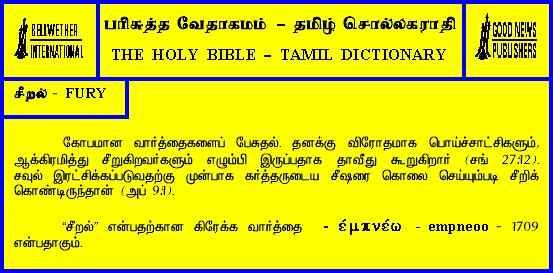 BELLWETHER
INTERNATIONAL
பரிசுத்த வேதாகமம் – தமிழ் சொல்லகராதி
THE HOLY BIBLE – TAMIL DICTIONARY
GOOD NEWS
PUBLISHERS
சீறல் - FURY
கோபமான வார்த்தைகளைப் பேசுதல். தனக்கு விரோதமாக பொய்ச்சாட்சிகளும்,
ஆக்கிரமித்து சீறுகிறவர்களும் எழும்பி இருப்பதாக தாவீது கூறுகிறார் (சங் 27:12).
சவுல் இரட்சிக்கப்படுவதற்கு முன்பாக கர்த்தருடைய சீஷரை கொலை செய்யும்படி சீறிக்
கொண்டிருந்தான் (அப் 9:1).
“சீறல்” என்பதற்கான கிரேக்க வார்த்தை - έμπνέω - empneoo - 1709
என்பதாகும்.